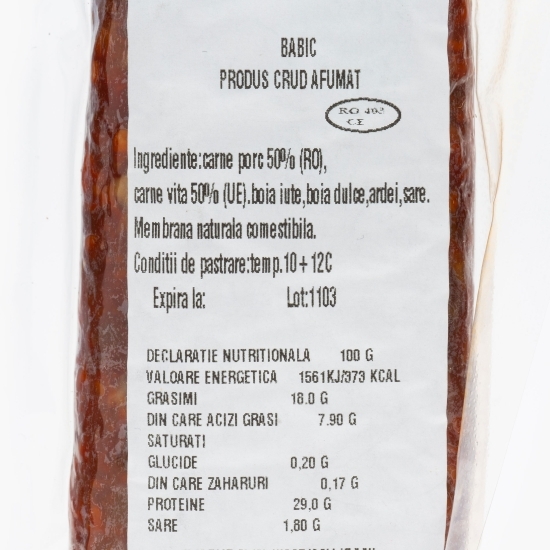 BABIC
PRODUS CRUD AFUMAT
RO 403
CE
Ingrediente:carne porc 50% (RO),
carne vita 50% (UE).boia iute,boia dulce,ardei,sare.
Membrana naturala comestibila.
Conditii de pastrare:temp.10 + 12C
Expira la: Lot:1103
DECLARATIE NUTRITIONALA 100 G
VALOARE ENERGETICA 1561KJ/373 KCAL
GRASIMI 18.0 G
DIN CARE ACIZI GRASI 7.90 G
SATURATI
GLUCIDE 0,20 G
DIN CARE ZAHARURI 0,17 G
PROTEINE 29,0 G
SARE 1,80 G